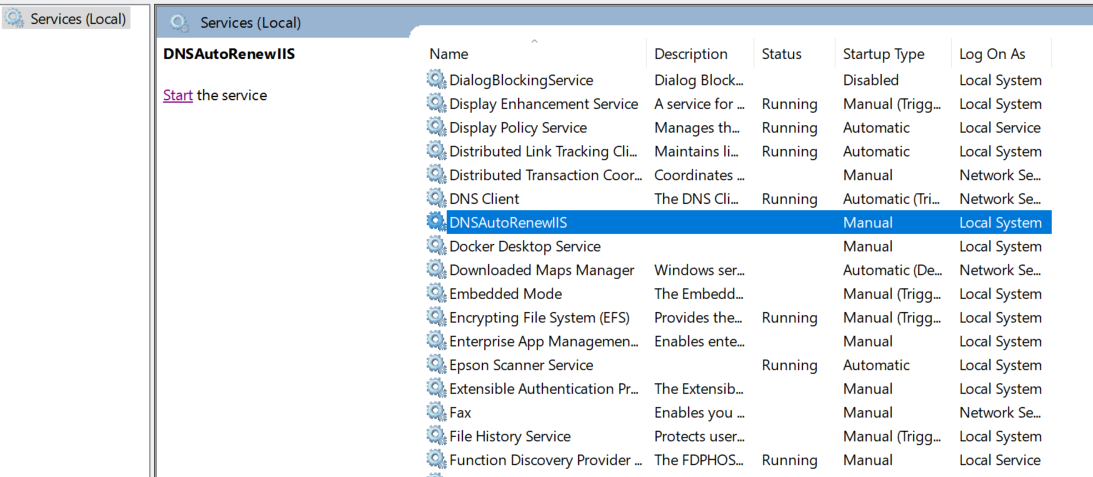 Services (Local)
Services (Local)
DNSAutoRenewIIS
Start the service
Name Description Status Startup Type Log On As
DialogBlockingService Dialog Block... Disabled Local System
Display Enhancement Service A service for ... Running Manual (Trigg... Local System
Display Policy Service Manages th... Running Automatic Local Service
Distributed Link Tracking Cli... Maintains li... Running Automatic Local System
Distributed Transaction Coor... Coordinates ... Manual Network Se...
DNS Client The DNS Cli... Running Automatic (Tri... Network Se...
DNSAutoRenewIIS Manual Local System
Docker Desktop Service Manual Local System
Downloaded Maps Manager Windows ser... Automatic (De... Network Se...
Embedded Mode The Embedd... Manual (Trigg... Local System
Encrypting File System (EFS) Provides the... Running Manual (Trigg... Local System
Enterprise App Managemen... Enables ente... Manual Local System
Epson Scanner Service Running Automatic Local System
Extensible Authentication Pr... The Extensib... Manual Local System
Fax Enables you ... Manual Network Se...
File History Service Protects user... Manual (Trigg... Local System
Function Discovery Provider ... The FDPHOS... Running Manual Local Service